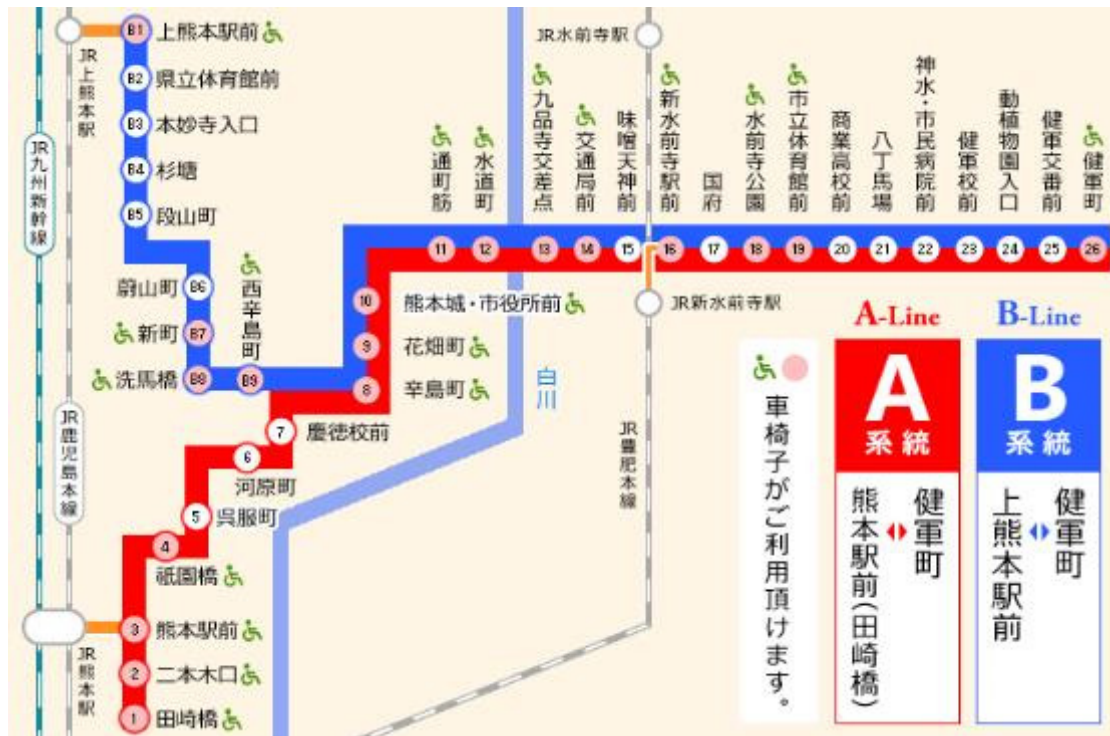 B1 上熊本駅前
B2 県立体育館前
B3 本妙寺入口
B4 杉塘
B5 段山町
B6 蔚山町
B7 新町
B8 洗馬橋
B9 西辛島町
JR上熊本駅
JR九州新幹線
JR鹿児島本線
JR熊本駅
1 田崎橋
2 二本木口
3 熊本駅前
4 祇園橋
5 呉服町
6 河原町
7 慶徳校前
8 辛島町
9 花畑町
10 熊本城・市役所前
11 通町筋
12 水道町
13 九品寺交差点
14 交通局前
15 味噌天神前
16 新水前寺駅前
17 国府
18 水前寺公園
19 市立体育館前
20 商業高校前
21 八丁馬場
22 神水・市民病院前
23 健軍校前
24 動植物園入口
25 健軍交番前
26 健軍町
JR水前寺駅
JR新水前寺駅
JR豊肥本線
白川
車椅子がご利用頂けます。
A-Line
A
系統
健軍町
熊本駅前(田崎橋)
B-Line
B
系統
健軍町
上熊本駅前